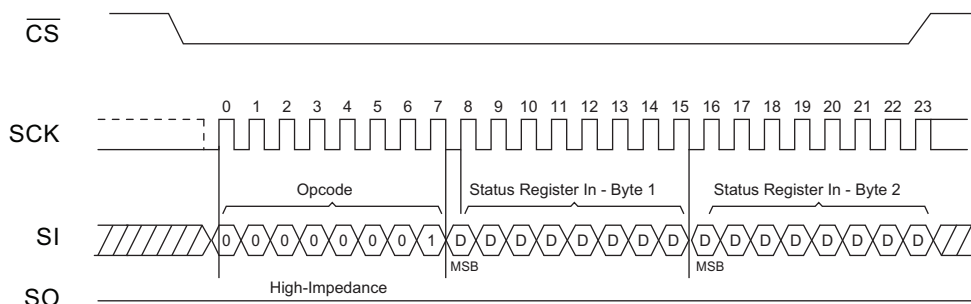 CS
0 1 2 3 4 5 6 7 8 9 10 11 12 13 14 15 16 17 18 19 20 21 22 23
SCK
Opcode Status Register In - Byte 1 Status Register In - Byte 2
SI 0 0 0 0 0 0 0 1 D D D D D D D D D D D D D D D D
MSB MSB
High-Impedance
SO